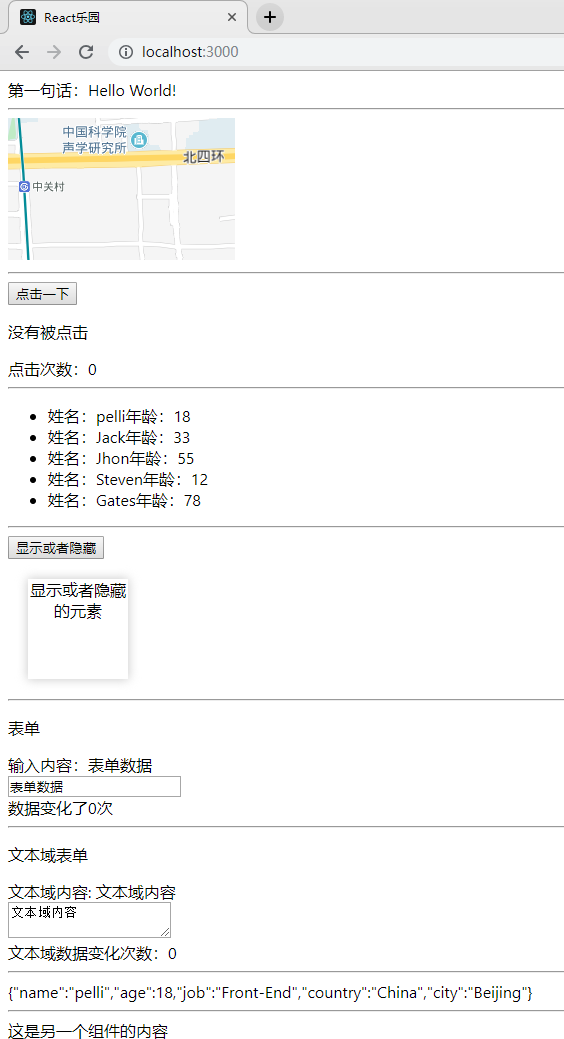 React乐园
localhost:3000
第一句话：Hello World!
中国科学院
声学研究所
北四环
中关村
点击一下
没有被点击
点击次数：0
姓名：pelli年龄：18
姓名：Jack年龄：33
姓名：Jhon年龄：55
姓名：Steven年龄：12
姓名：Gates年龄：78
显示或者隐藏
显示或者隐藏
的元素
表单
输入内容：表单数据
表单数据
数据变化了0次
文本域表单
文本域内容: 文本域内容
文本域内容
文本域数据变化次数：0
{"name":"pelli","age":18,"job":"Front-End","country":"China","city":"Beijing"}
这是另一个组件的内容